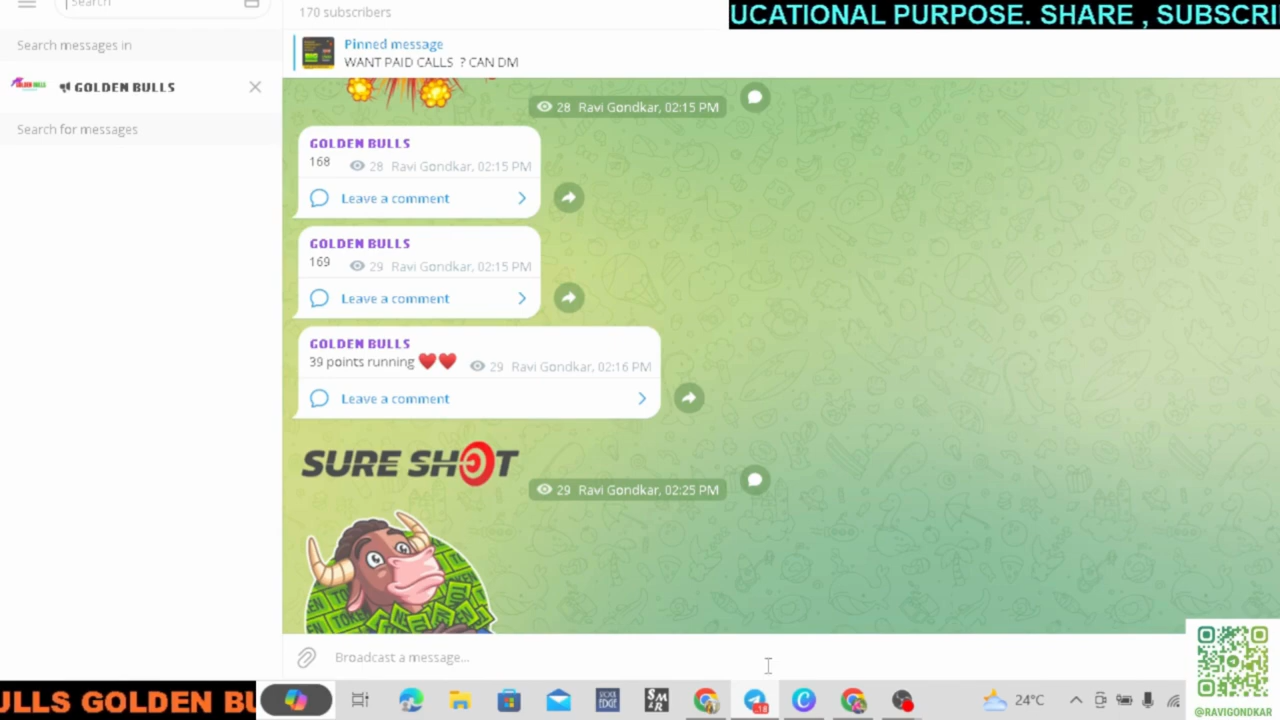 Search
170 subscribers
UCATIONAL PURPOSE. SHARE , SUBSCRI
Search messages in
Pinned message
WANT PAID CALLS ? CAN DM
GOLDEN BULLS
Search for messages
28 Ravi Gondkar, 02:15 PM
GOLDEN BULLS
168 28 Ravi Gondkar, 02:15 PM
Leave a comment
GOLDEN BULLS
169 29 Ravi Gondkar, 02:15 PM
Leave a comment
GOLDEN BULLS
39 points running ❤️❤️ 29 Ravi Gondkar, 02:16 PM
Leave a comment
SURE SHOT
29 Ravi Gondkar, 02:25 PM
TOKEN
Broadcast a message...
ULLS GOLDEN BU
24°C
@RAVIGONDKAR